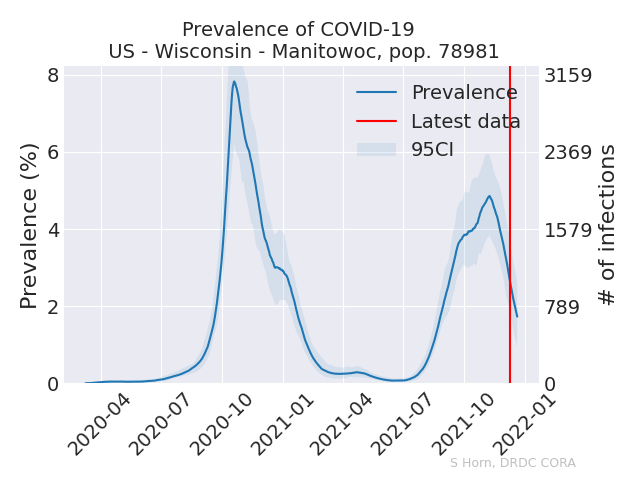 Prevalence of COVID-19
US - Wisconsin - Manitowoc, pop. 78981
Prevalence (%)
8
6
4
2
0
Prevalence
Latest data
95CI
3159
2369
1579
789
0
# of infections
2020-04
2020-07
2020-10
2021-01
2021-04
2021-07
2021-10
2022-01
S Horn, DRDC CORA